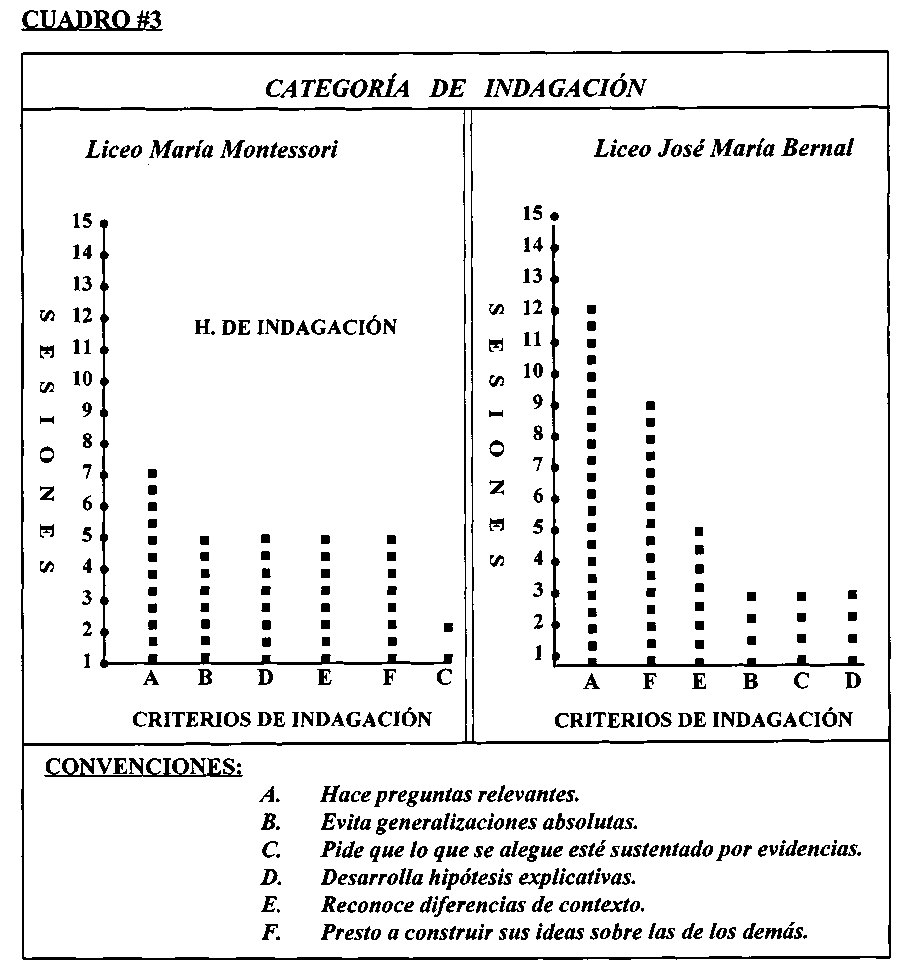 CUADRO #3
CATEGORÍA DE INDAGACIÓN
Liceo María Montessori
15
14
13
12
11
10
9
8
7
6
5
4
3
2
1
SESIONES
H. DE INDAGACIÓN
A B D E F C
CRITERIOS DE INDAGACIÓN
Liceo José María Bernal
15
14
13
12
11
10
9
8
7
6
5
4
3
2
1
SESIONES
A F E B C D
CRITERIOS DE INDAGACIÓN
CONVENCIONES:
A. Hace preguntas relevantes.
B. Evita generalizaciones absolutas.
C. Pide que lo que se alegue esté sustentado por evidencias.
D. Desarrolla hipótesis explicativas.
E. Reconoce diferencias de contexto.
F. Presto a construir sus ideas sobre las de los demás.